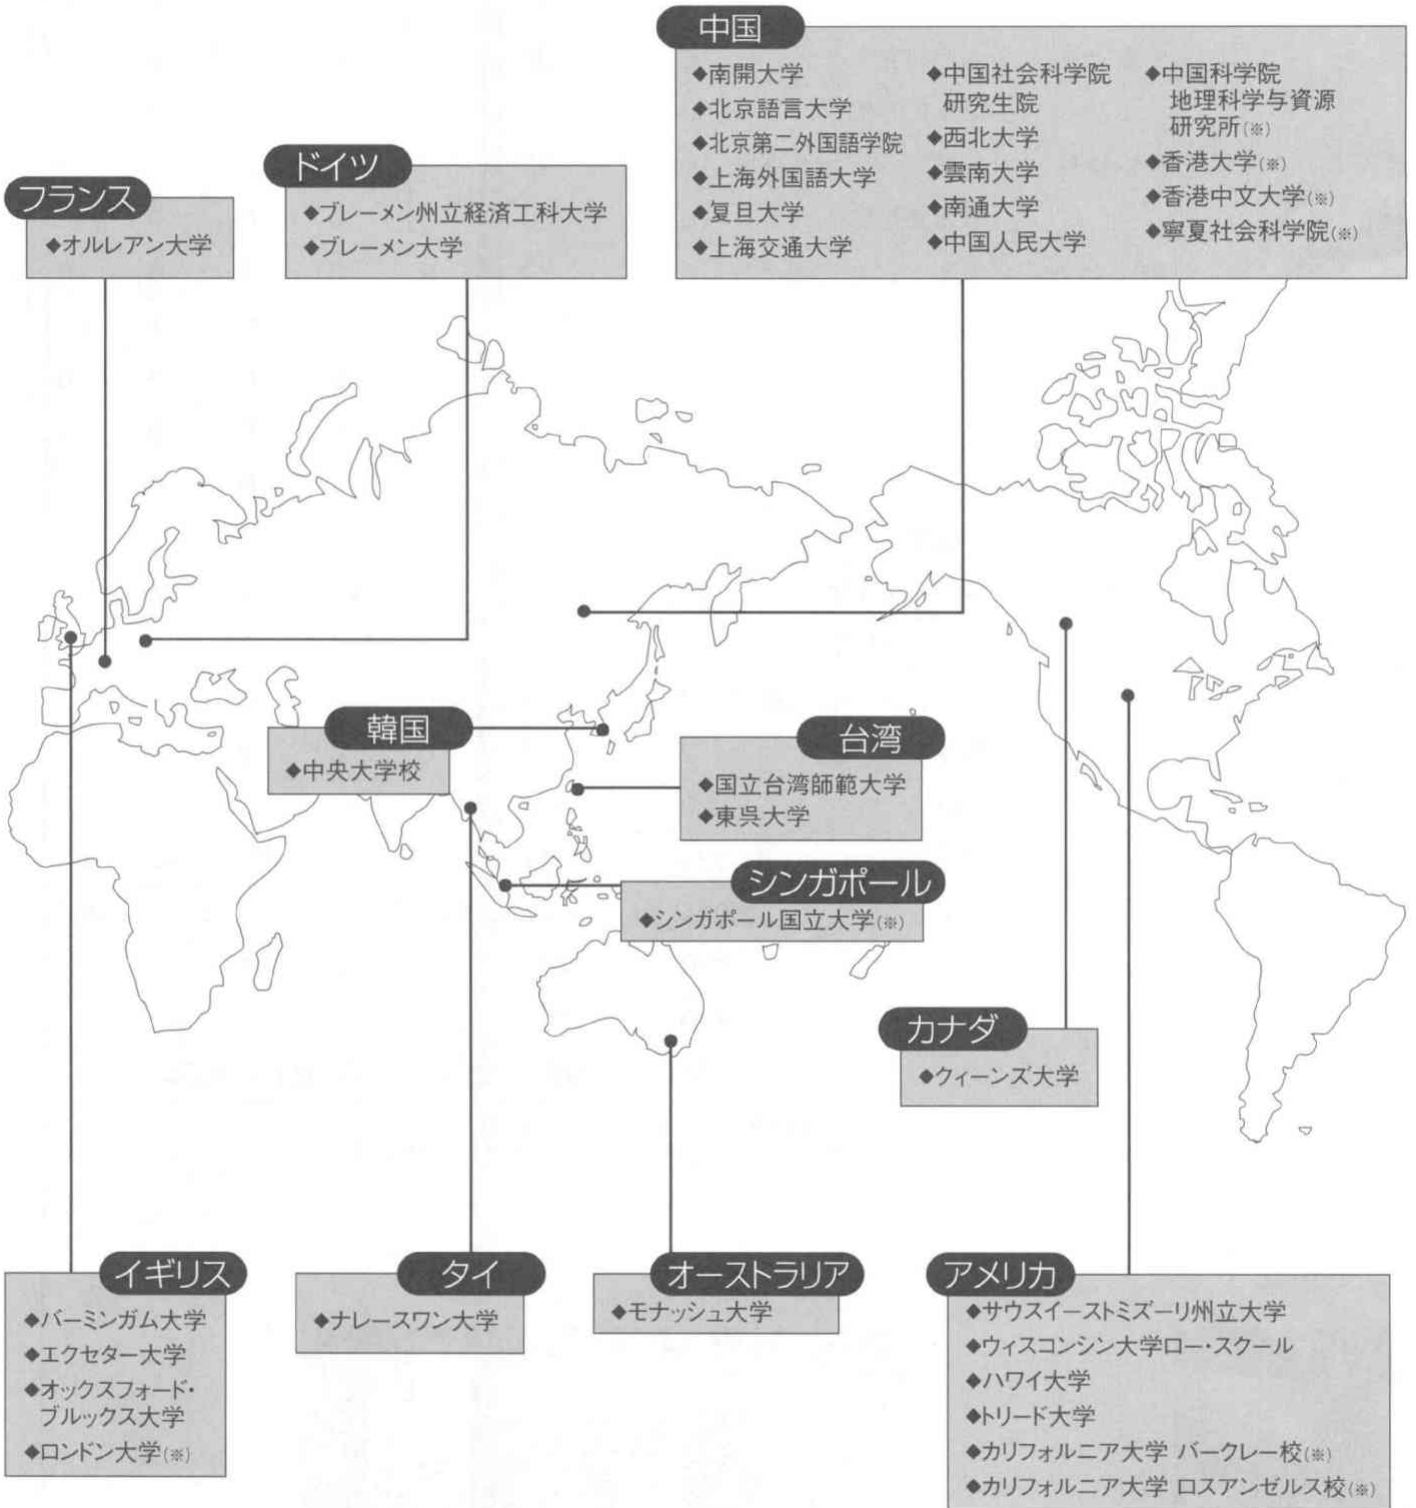 中国
◆南開大学
◆北京語言大学
◆北京第二外国語学院
◆上海外国語大学
◆复旦大学
◆上海交通大学
◆中国社会科学院
研究生院
◆西北大学
◆雲南大学
◆南通大学
◆中国人民大学
◆中国科学院
地理科学与資源
研究所(※)
◆香港大学(※)
◆香港中文大学(※)
◆寧夏社会科学院(※)
ドイツ
◆ブレーメン州立経済工科大学
◆ブレーメン大学
フランス
◆オルレアン大学
韓国
◆中央大学校
台湾
◆国立台湾師範大学
◆東呉大学
シンガポール
◆シンガポール国立大学(※)
カナダ
◆クィーンズ大学
イギリス
◆バーミンガム大学
◆エクセター大学
◆オックスフォード・
ブルックス大学
◆ロンドン大学(※)
タイ
◆ナレースワン大学
オーストラリア
◆モナッシュ大学
アメリカ
◆サウスイーストミズーリ州立大学
◆ウィスコンシン大学ロー・スクール
◆ハワイ大学
◆トリード大学
◆カリフォルニア大学 バークレー校(※)
◆カリフォルニア大学 ロスアンゼルス校(※)